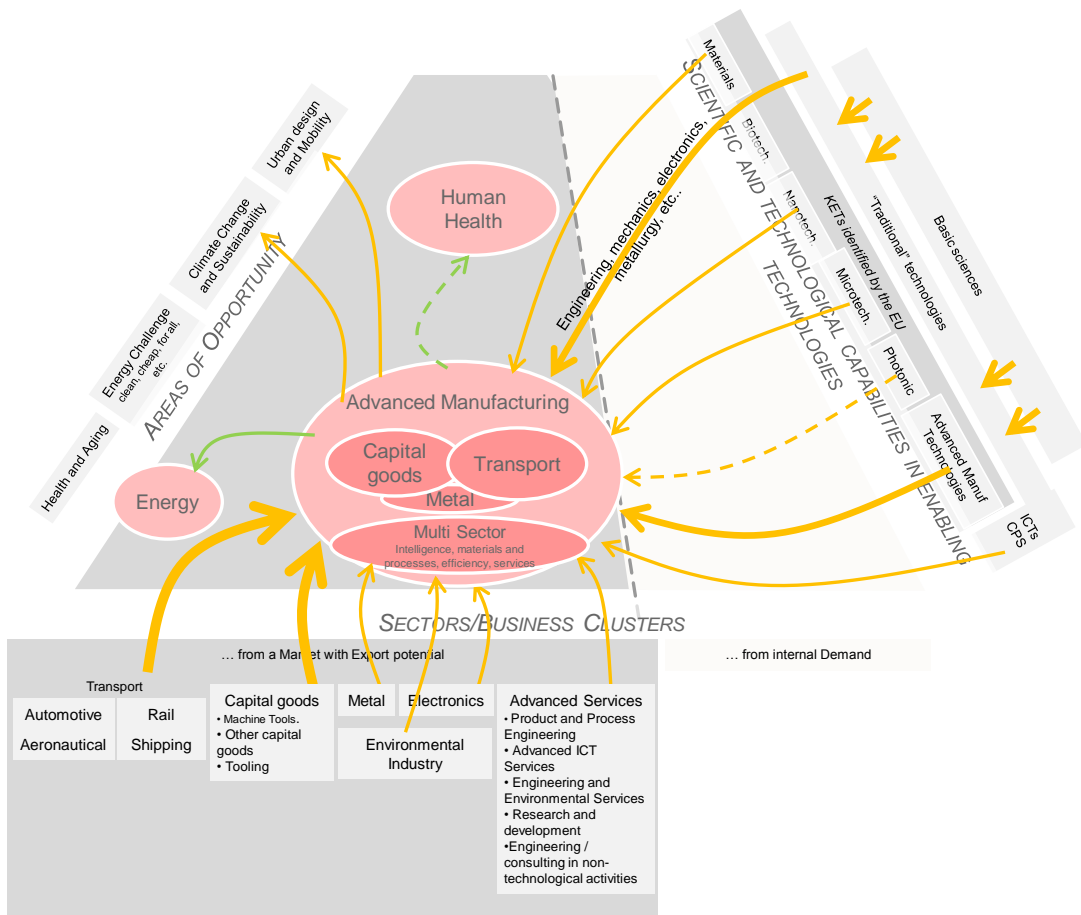 Urban design
and Mobility
Climate Change
and Sustainability
Energy Challenge
clean, cheap, for all,
etc.
Health and Aging
AREAS OF OPPORTUNITY
Human
Health
Energy
Advanced Manufacturing
Capital
goods
Transport
Metal
Multi Sector
Intelligence, materials and
processes, efficiency, services
Engineering, mechanics, electronics,
metallurgy, etc..
Materials
Biotech.
Nanotech.
Microtech.
Photonic
Advanced Manuf
Technologies
ICTs
CPS
SCIENTIFIC AND TECHNOLOGICAL CAPABILITIES IN ENABLING
TECHNOLOGIES
KETs identified by the EU
"Traditional"
technologies
Basic sciences
SECTORS/BUSINESS CLUSTERS
… from a Market with Export potential
… from internal Demand
Transport
Automotive
Rail
Aeronautical
Shipping
Capital goods
• Machine Tools.
• Other capital
goods
• Tooling
Metal
Electronics
Environmental
Industry
Advanced Services
• Product and Process
Engineering
• Advanced ICT
Services
• Engineering and
Environmental Services
• Research and
development
•Engineering /
consulting in non-
technological activities